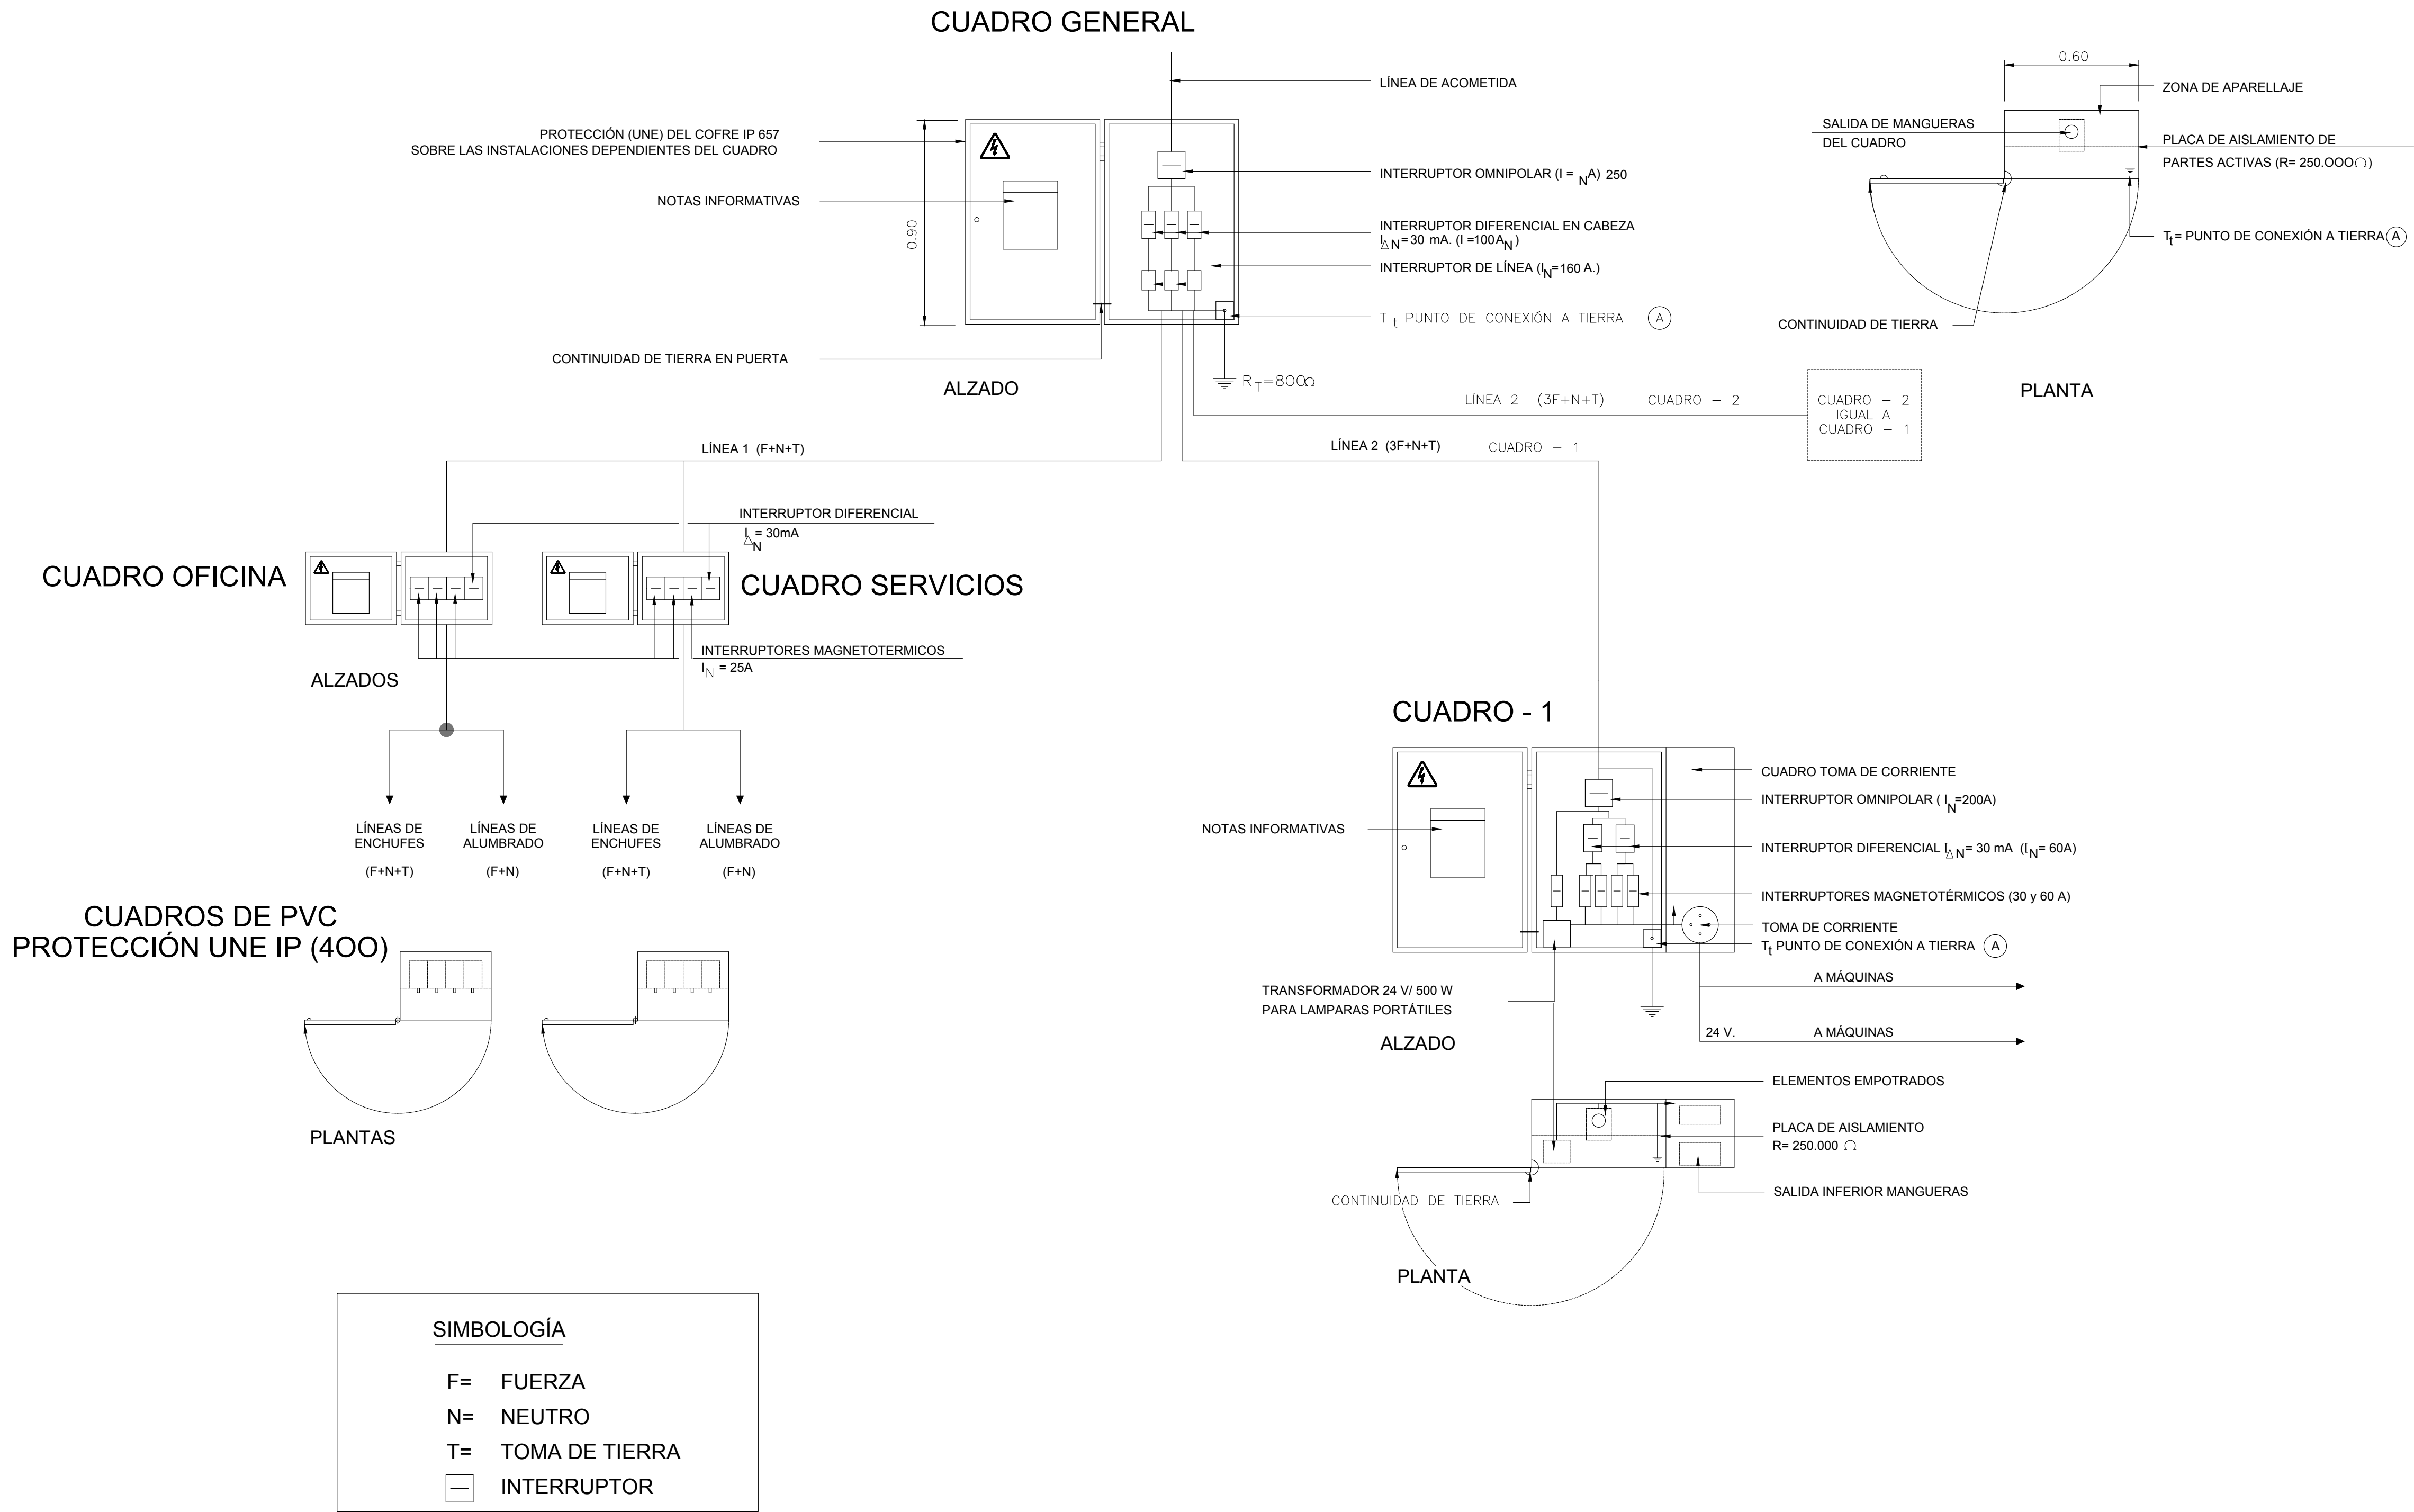 CUADRO GENERAL
LÍNEA DE ACOMETIDA
PROTECCIÓN (UNE) DEL COFRE IP 657
SOBRE LAS INSTALACIONES DEPENDIENTES DEL CUADRO
INTERRUPTOR OMNIPOLAR (I = N A) 250
NOTAS INFORMATIVAS
0.90
INTERRUPTOR DIFERENCIAL EN CABEZA
I△N=30 mA. (I =100A N )
INTERRUPTOR DE LÍNEA (IN=160 A.)
Tt PUNTO DE CONEXIÓN A TIERRA A
CONTINUIDAD DE TIERRA EN PUERTA
ALZADO
RT=800Ω
0.60
ZONA DE APARELLAJE
SALIDA DE MANGUERAS
DEL CUADRO
PLACA DE AISLAMIENTO DE
PARTES ACTIVAS (R= 250.OOOΩ)
Tt= PUNTO DE CONEXIÓN A TIERRA A
CONTINUIDAD DE TIERRA
PLANTA
LÍNEA 2 (3F+N+T) CUADRO - 2
CUADRO - 2
IGUAL A
CUADRO - 1
LÍNEA 1 (F+N+T)
LÍNEA 2 (3F+N+T) CUADRO - 1
INTERRUPTOR DIFERENCIAL
I△N = 30mA
CUADRO OFICINA
CUADRO SERVICIOS
INTERRUPTORES MAGNETOTERMICOS
IN = 25A
ALZADOS
LÍNEAS DE
ENCHUFES
(F+N+T)
LÍNEAS DE
ALUMBRADO
(F+N)
LÍNEAS DE
ENCHUFES
(F+N+T)
LÍNEAS DE
ALUMBRADO
(F+N)
CUADROS DE PVC
PROTECCIÓN UNE IP (4OO)
PLANTAS
CUADRO - 1
CUADRO TOMA DE CORRIENTE
INTERRUPTOR OMNIPOLAR ( IN=200A)
NOTAS INFORMATIVAS
INTERRUPTOR DIFERENCIAL I△N= 30 mA (IN= 60A)
INTERRUPTORES MAGNETOTÉRMICOS (30 y 60 A)
TOMA DE CORRIENTE
Tt PUNTO DE CONEXIÓN A TIERRA A
TRANSFORMADOR 24 V/ 500 W
PARA LAMPARAS PORTÁTILES
A MÁQUINAS
24 V. A MÁQUINAS
ALZADO
ELEMENTOS EMPOTRADOS
PLACA DE AISLAMIENTO
R= 250.000 Ω
SALIDA INFERIOR MANGUERAS
CONTINUIDAD DE TIERRA
PLANTA
SIMBOLOGÍA
F= FUERZA
N= NEUTRO
T= TOMA DE TIERRA
INTERRUPTOR